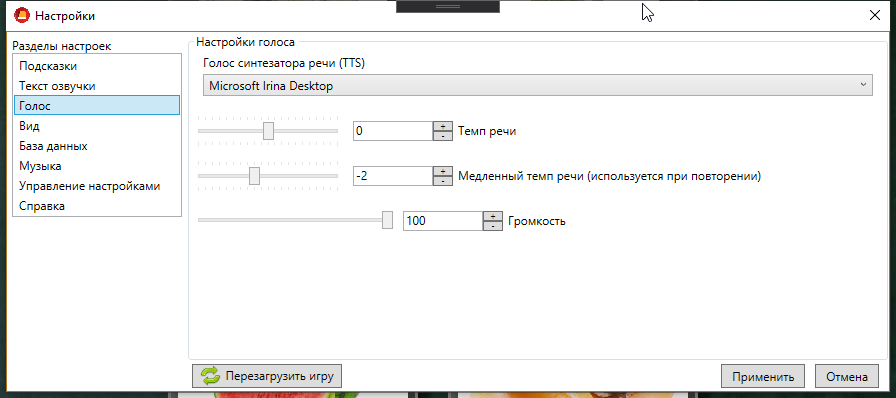 Настройки
Разделы настроек
Подсказки
Текст озвучки
Голос
Вид
База данных
Музыка
Управление настройками
Справка
Настройки голоса
Голос синтезатора речи (TTS)
Microsoft Irina Desktop
0
+
-
Темп речи
-2
+
-
Медленный темп речи (используется при повторении)
100
+
-
Громкость
Перезагрузить игру
Применить
Отмена